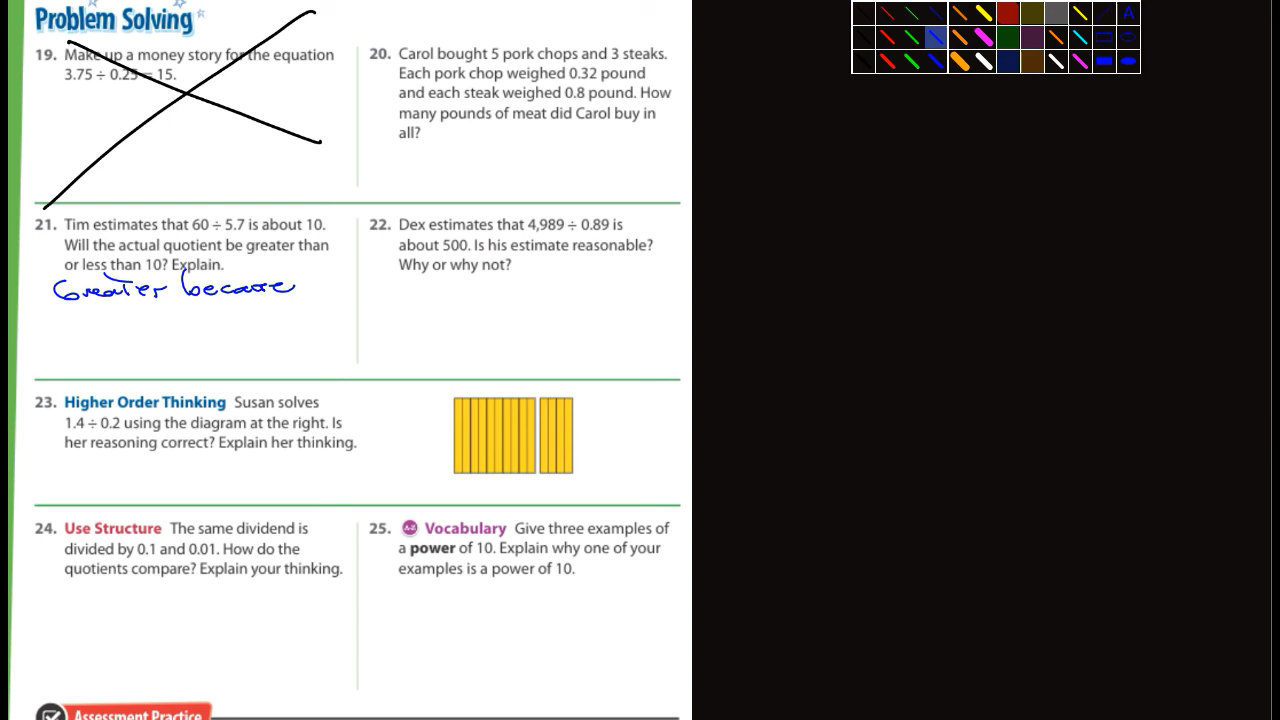 Problem Solving
19. Make up a money story for the equation
3.75 ÷ 0.25 = 15.
20. Carol bought 5 pork chops and 3 steaks.
Each pork chop weighed 0.32 pound
and each steak weighed 0.8 pound. How
many pounds of meat did Carol buy in
all?
21. Tim estimates that 60 ÷ 5.7 is about 10.
Will the actual quotient be greater than
or less than 10? Explain.
Greater because
22. Dex estimates that 4,989 ÷ 0.89 is
about 500. Is his estimate reasonable?
Why or why not?
23. Higher Order Thinking Susan solves
1.4 ÷ 0.2 using the diagram at the right. Is
her reasoning correct? Explain her thinking.
24. Use Structure The same dividend is
divided by 0.1 and 0.01. How do the
quotients compare? Explain your thinking.
25. A-Z Vocabulary Give three examples of
a power of 10. Explain why one of your
examples is a power of 10.
Assessment Practice
A